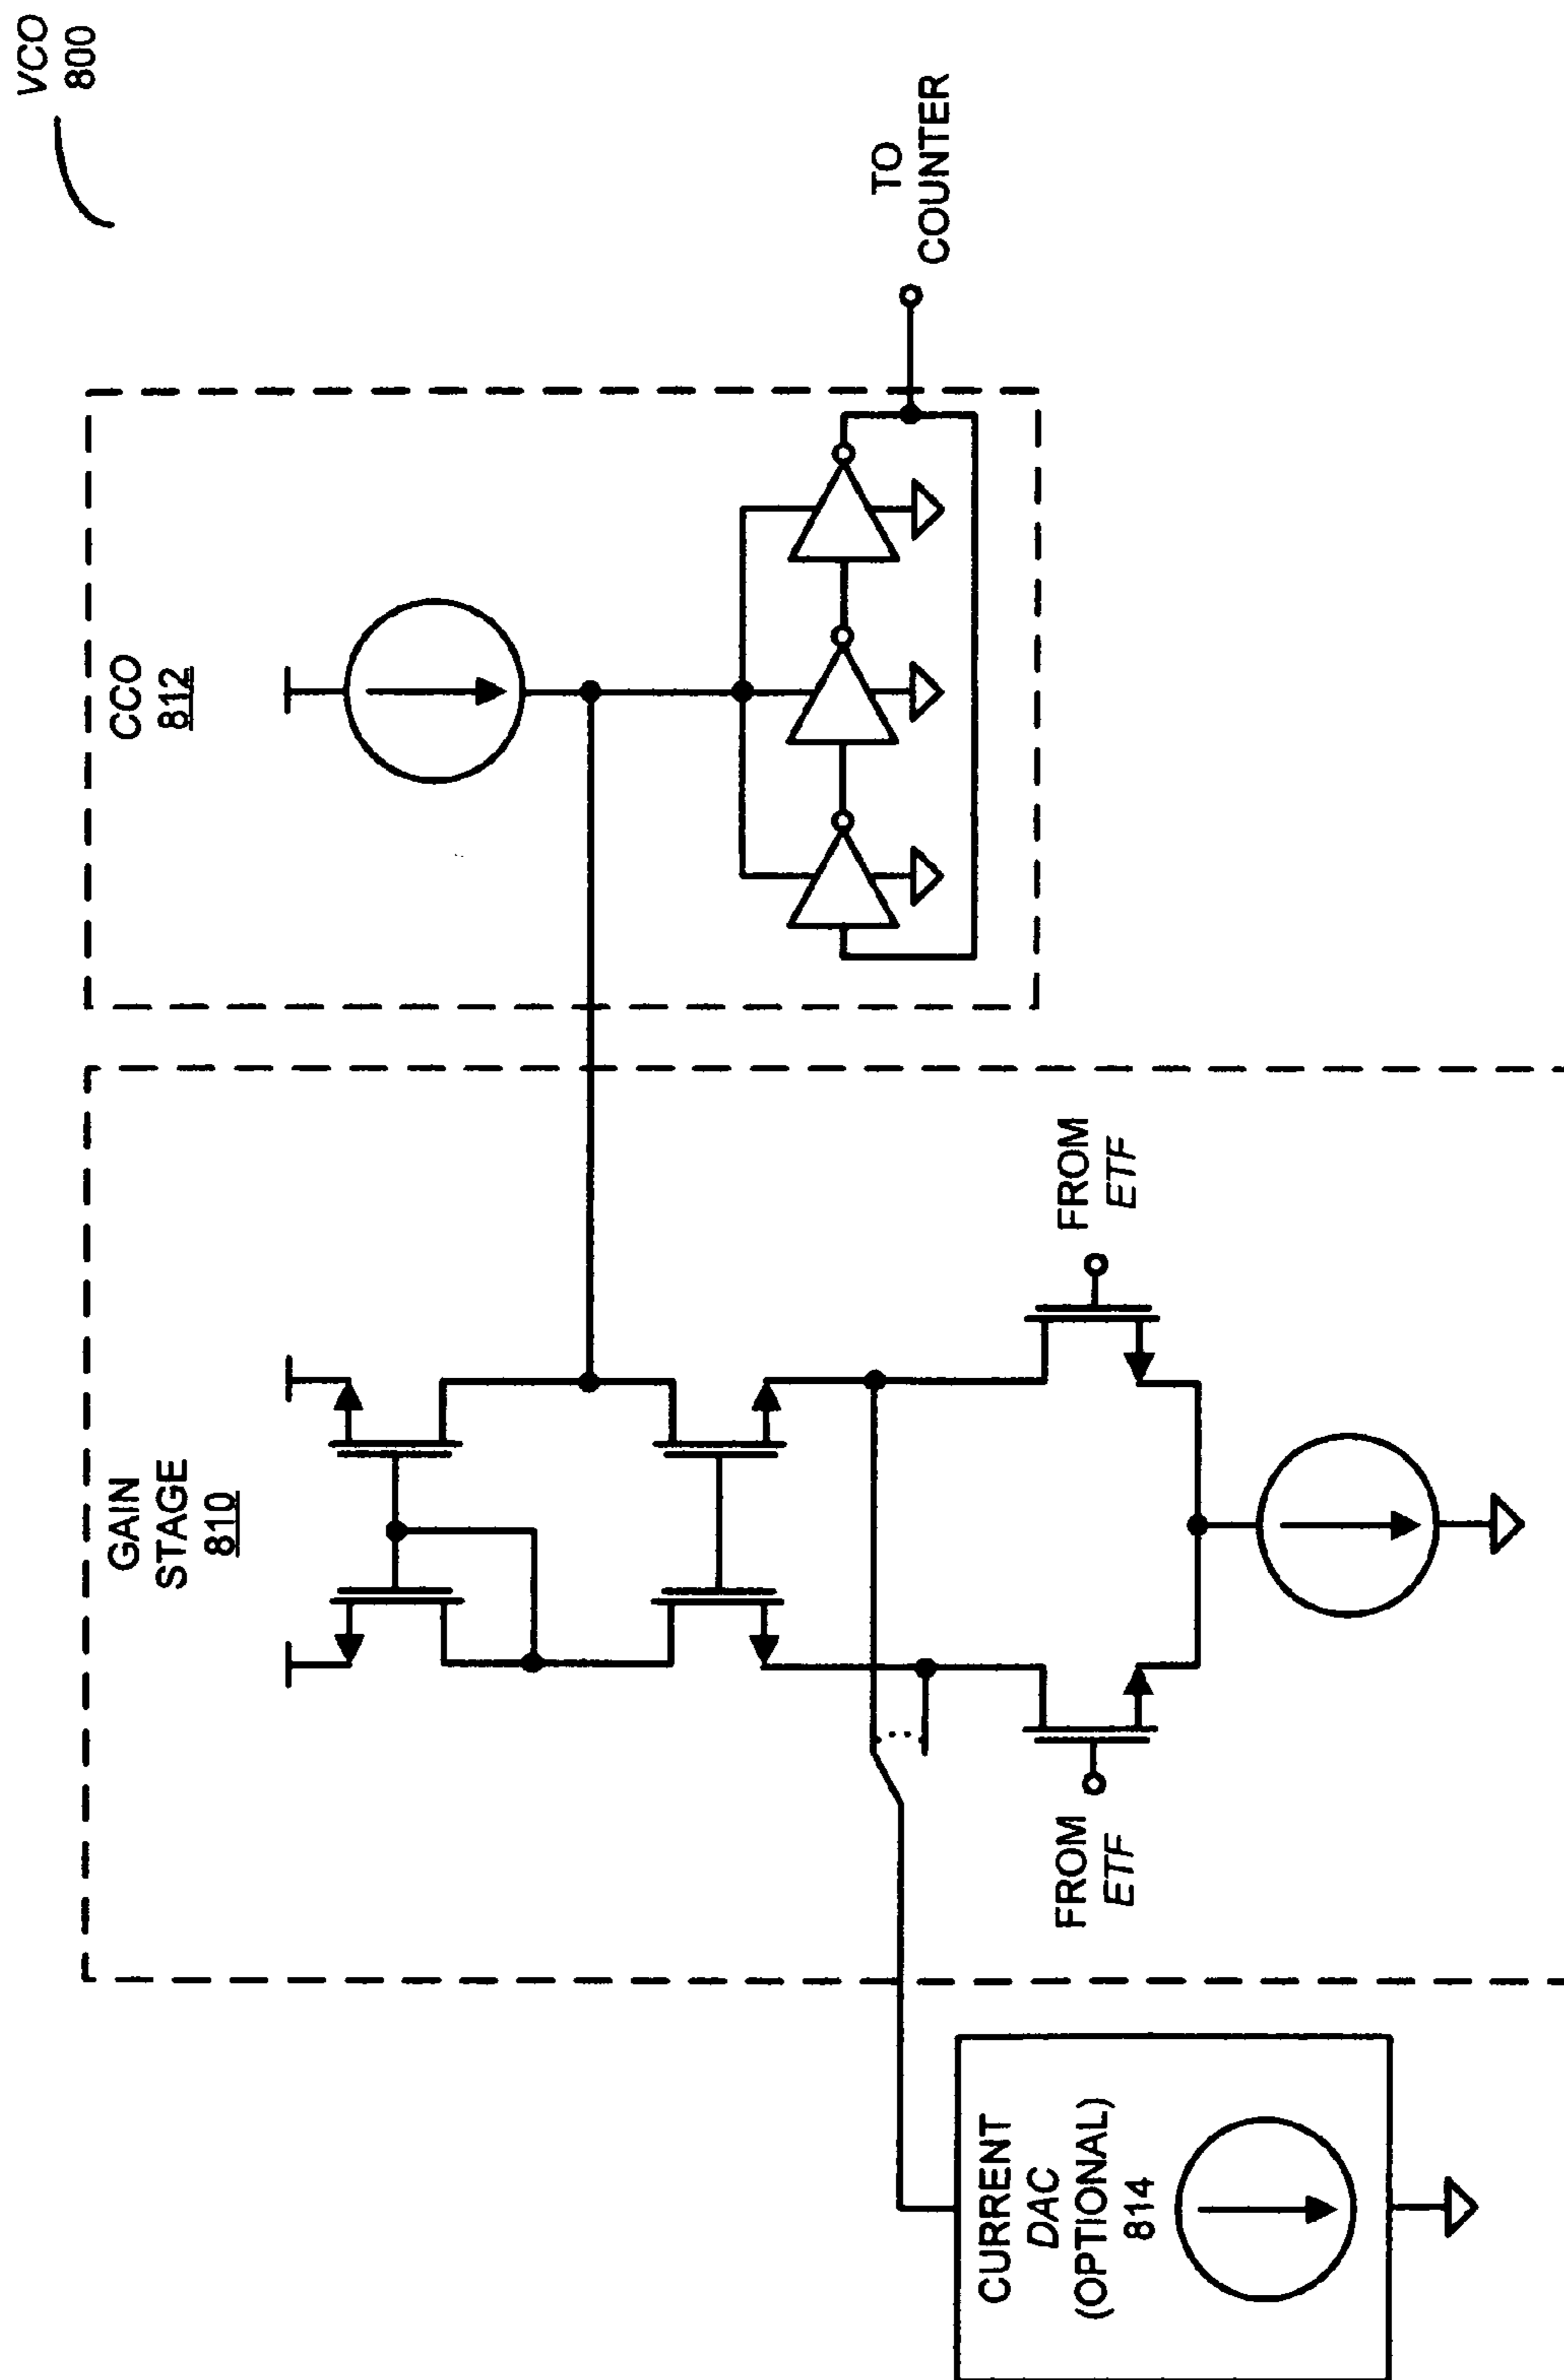 VCO
800
CCO
812
TO
COUNTER
GAIN
STAGE
810
FROM
ETF
FROM
ETF
CURRENT
DAC
(OPTIONAL)
814